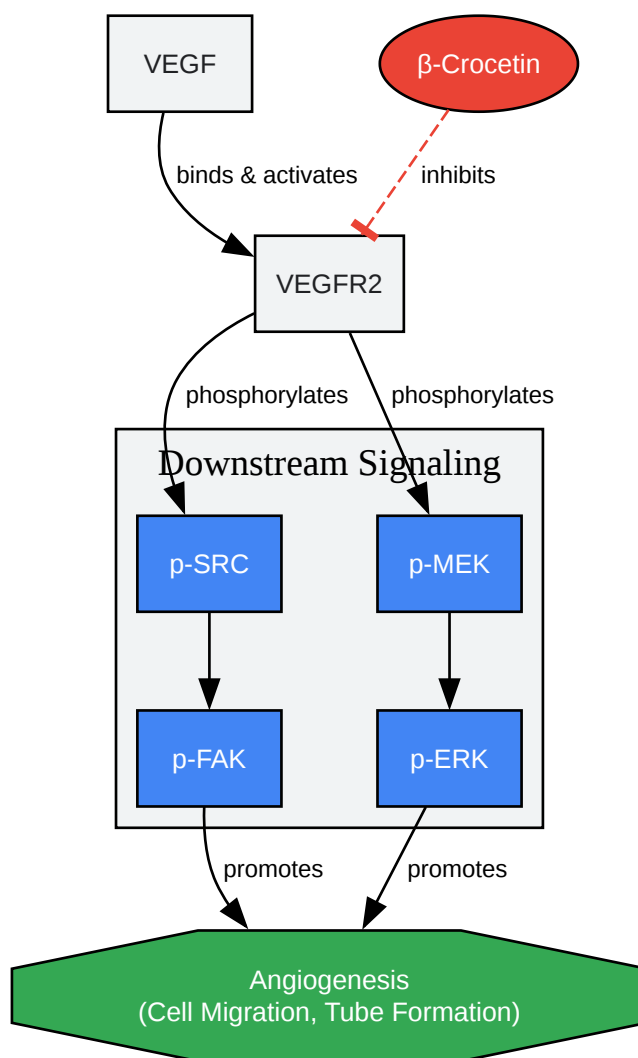 VEGF
β-Crocetin
binds & activates
inhibits
VEGFR2
phosphorylates
phosphorylates
Downstream Signaling
p-SRC
p-MEK
p-FAK
p-ERK
promotes
promotes
Angiogenesis
(Cell Migration, Tube Formation)